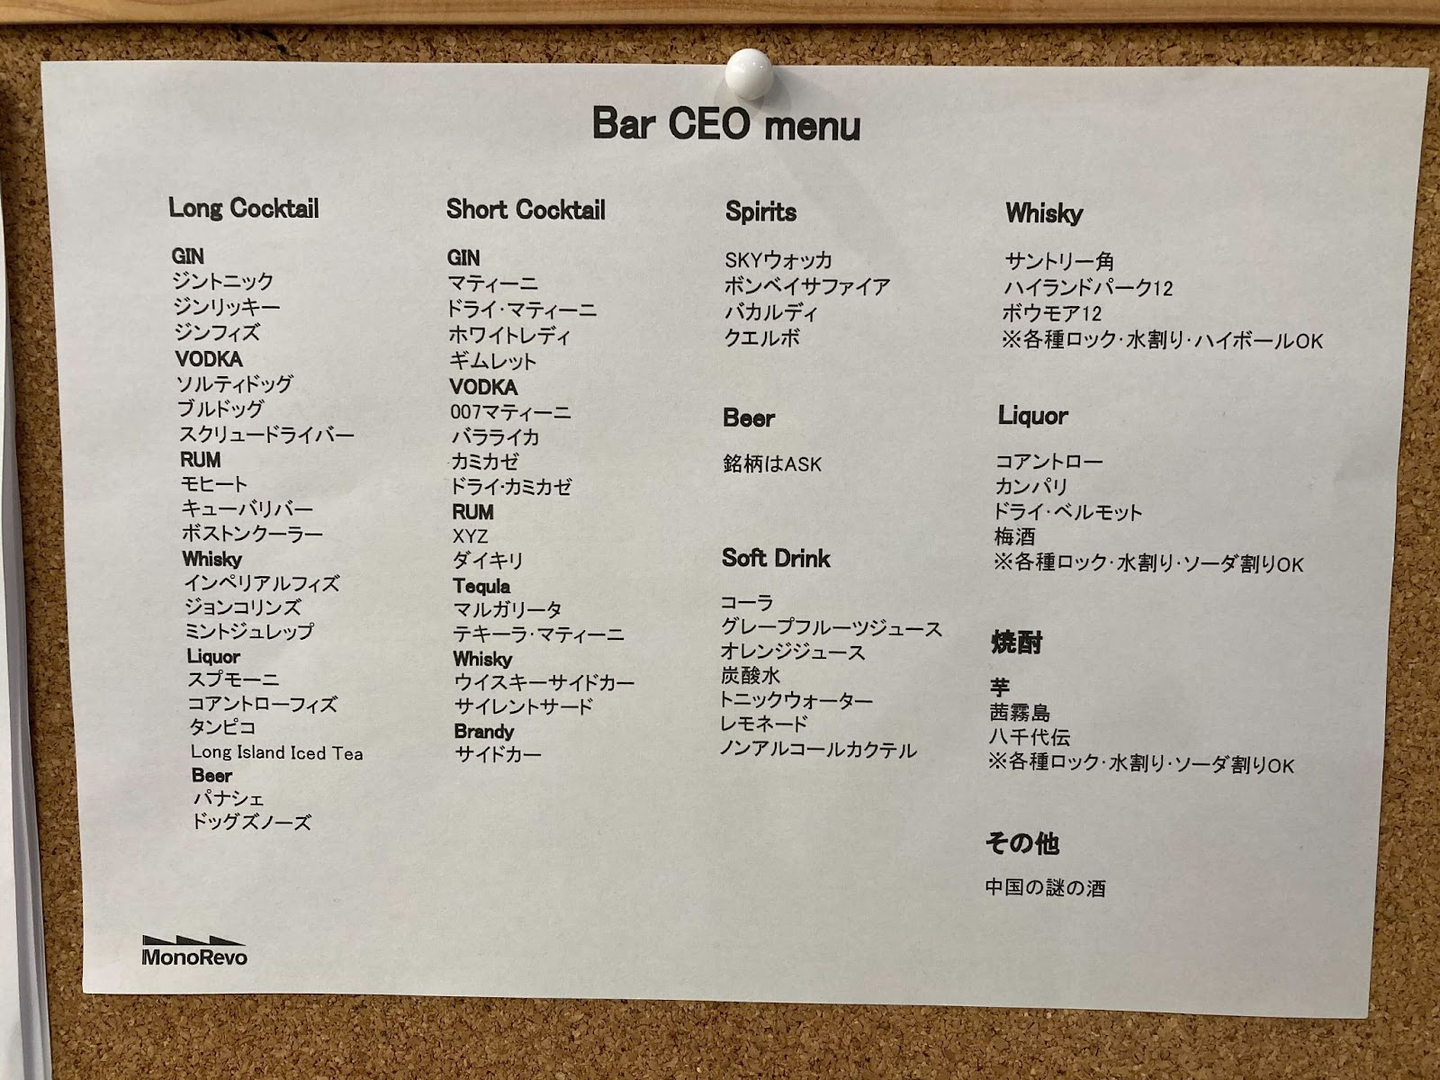 Bar CEO menu
Long Cocktail
GIN
ジントニック
ジンリッキー
ジンフィズ
VODKA
ソルティドッグ
ブルドッグ
スクリュードライバー
RUM
モヒート
キューバリバー
ボストンクーラー
Whisky
インペリアルフィズ
ジョンコリンズ
ミントジュレップ
Liquor
スプモーニ
コアントローフィズ
タンピコ
Long Island Iced Tea
Beer
パナシェ
ドッグズノーズ
Short Cocktail
GIN
マティーニ
ドライ・マティーニ
ホワイトレディ
ギムレット
VODKA
007マティーニ
バラライカ
カミカゼ
ドライ・カミカゼ
RUM
XYZ
ダイキリ
Tequla
マルガリータ
テキーラ・マティーニ
Whisky
ウイスキーサイドカー
サイレントサード
Brandy
サイドカー
Spirits
SKYウォッカ
ボンベイサファイア
バカルディ
クエルボ
Beer
銘柄はASK
Soft Drink
コーラ
グレープフルーツジュース
オレンジジュース
炭酸水
トニックウォーター
レモネード
ノンアルコールカクテル
Whisky
サントリー角
ハイランドパーク12
ボウモア12
※各種ロック・水割り・ハイボールOK
Liquor
コアントロー
カンパリ
ドライ・ベルモット
梅酒
※各種ロック・水割り・ソーダ割りOK
焼酎
芋
茜霧島
八千代伝
※各種ロック・水割り・ソーダ割りOK
その他
中国の謎の酒
MonoRevo